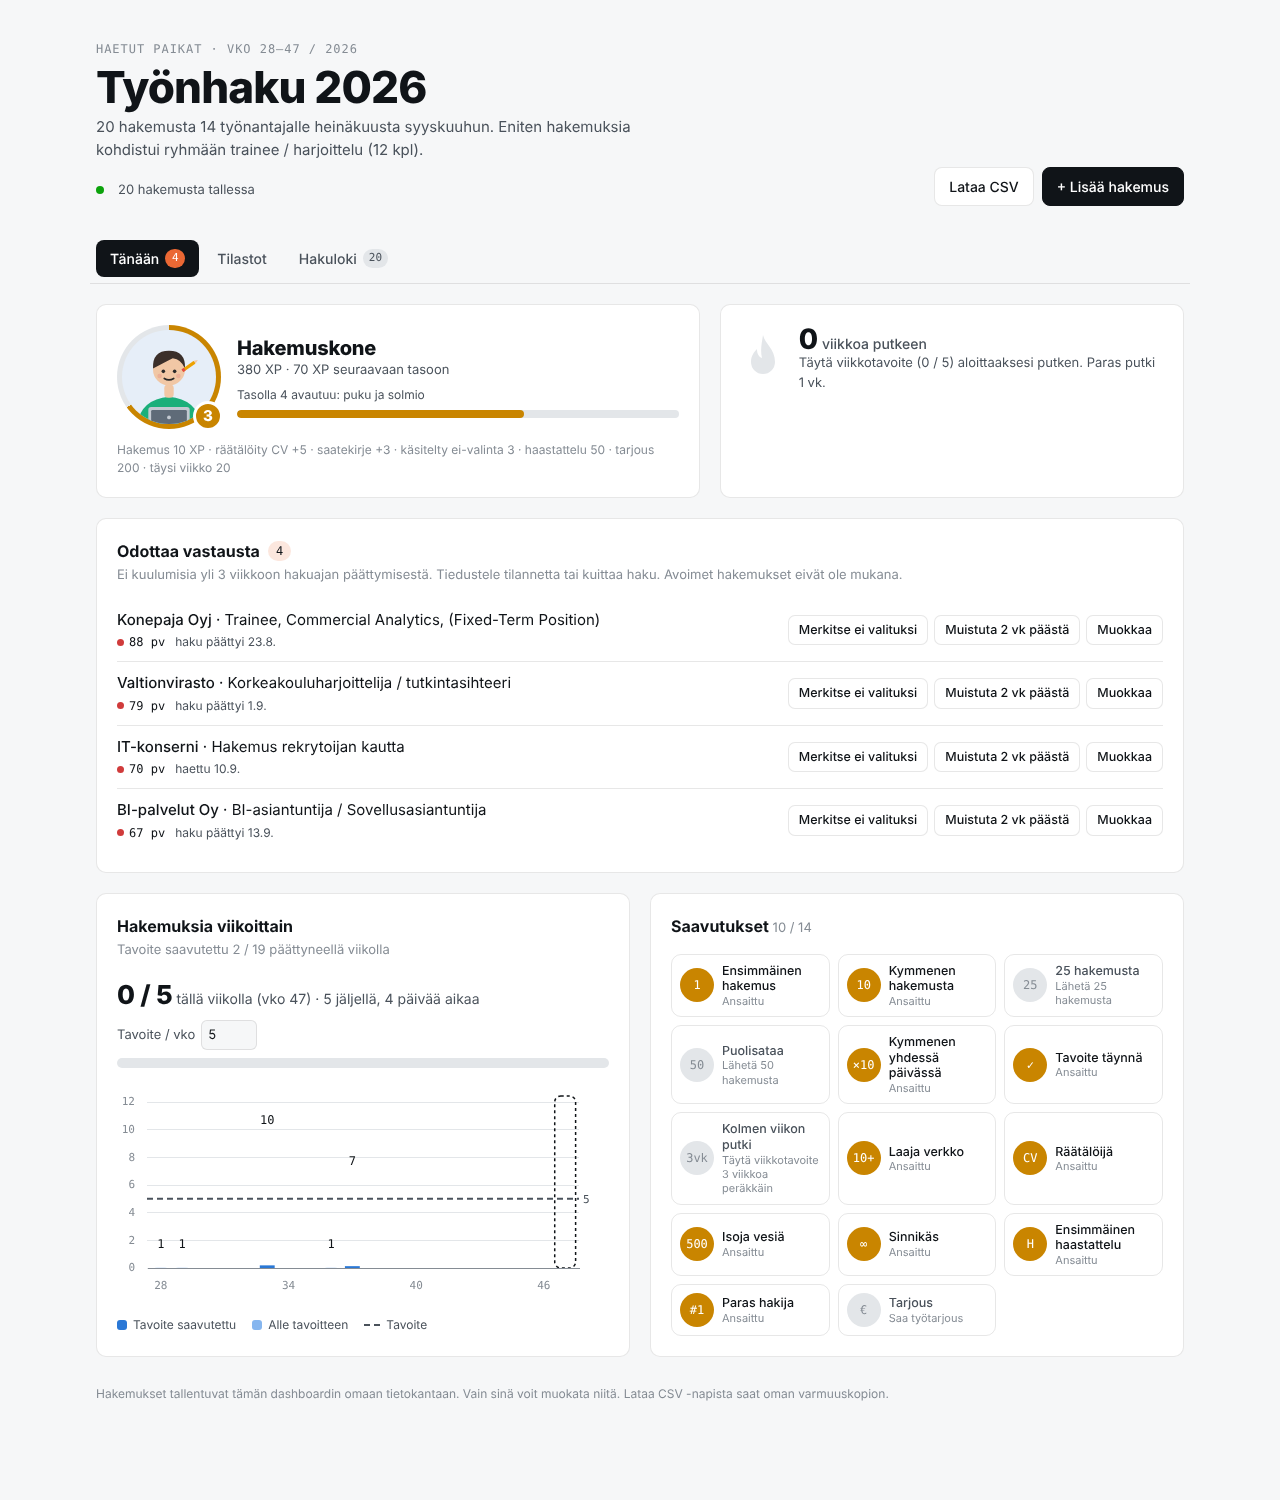 HAETUT PAIKAT · VKO 28–47 / 2026
Työnhaku 2026
20 hakemusta 14 työnantajalle heinäkuusta syyskuuhun. Eniten hakemuksia
kohdistui ryhmään trainee / harjoittelu (12 kpl).
20 hakemusta tallessa
Lataa CSV
+ Lisää hakemus
Tänään 4
Tilastot
Hakuloki 20
Hakemuskone
380 XP · 70 XP seuraavaan tasoon
Tasolla 4 avautuu: puku ja solmio
3
Hakemus 10 XP · räätälöity CV +5 · saatekirje +3 · käsitelty ei-valinta 3 · haastattelu 50 · tarjous
200 · täysi viikko 20
0 viikkoa putkeen
Täytä viikkotavoite (0 / 5) aloittaaksesi putken. Paras putki
1 vk.
Odottaa vastausta 4
Ei kuulumisia yli 3 viikkoon hakuajan päättymisestä. Tiedustele tilannetta tai kuittaa haku. Avoimet hakemukset eivät ole mukana.
Konepaja Oyj · Trainee, Commercial Analytics, (Fixed-Term Position)
88 pv haku päättyi 23.8.
Merkitse ei valituksi
Muistuta 2 vk päästä
Muokkaa
Valtionvirasto · Korkeakouluharjoittelija / tutkintasihteeri
79 pv haku päättyi 1.9.
Merkitse ei valituksi
Muistuta 2 vk päästä
Muokkaa
IT-konserni · Hakemus rekrytoijan kautta
70 pv haettu 10.9.
Merkitse ei valituksi
Muistuta 2 vk päästä
Muokkaa
BI-palvelut Oy · BI-asiantuntija / Sovellusasiantuntija
67 pv haku päättyi 13.9.
Merkitse ei valituksi
Muistuta 2 vk päästä
Muokkaa
Hakemuksia viikoittain
Tavoite saavutettu 2 / 19 päättyneellä viikolla
0 / 5 tällä viikolla (vko 47) · 5 jäljellä, 4 päivää aikaa
Tavoite / vko 5
12
10
8
6
4
2
0
1
1
10
1
7
5
28
34
40
46
Tavoite saavutettu
Alle tavoitteen
Tavoite
Saavutukset 10 / 14
1
Ensimmäinen
hakemus
Ansaittu
10
Kymmenen
hakemusta
Ansaittu
25
25 hakemusta
Lähetä 25
hakemusta
50
Puolisataa
Lähetä 50
hakemusta
×10
Kymmenen
yhdessä
päivässä
Ansaittu
✓
Tavoite täynnä
Ansaittu
3vk
Kolmen viikon
putki
Täytä viikkotavoite
3 viikkoa
peräkkäin
10+
Laaja verkko
Ansaittu
CV
Räätälöijä
Ansaittu
500
Isoja vesiä
Ansaittu
∞
Sinnikäs
Ansaittu
H
Ensimmäinen
haastattelu
Ansaittu
#1
Paras hakija
Ansaittu
€
Tarjous
Saa työtarjous
Hakemukset tallentuvat tämän dashboardin omaan tietokantaan. Vain sinä voit muokata niitä. Lataa CSV -napista saat oman varmuuskopion.